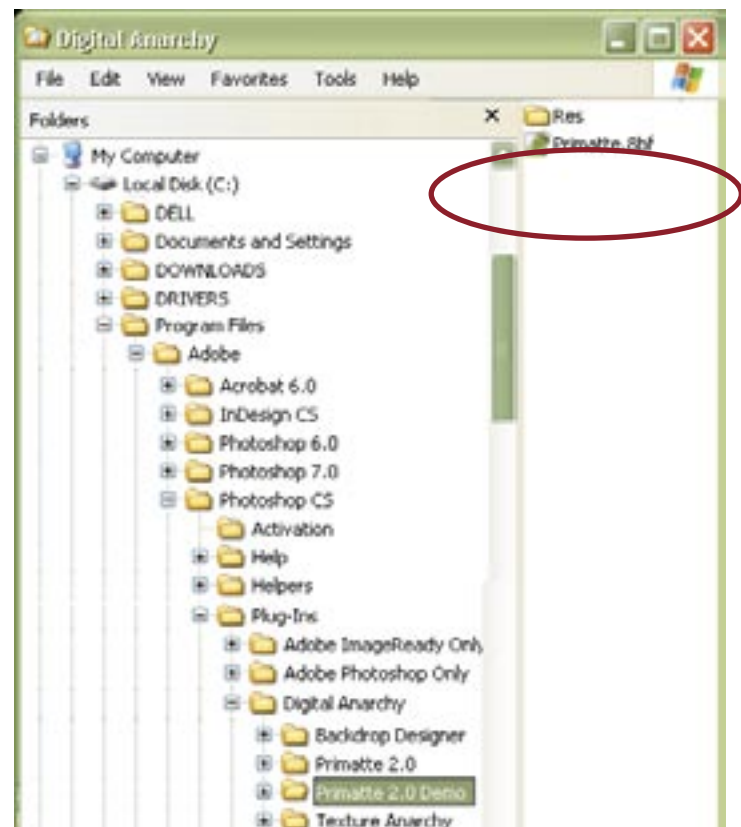 Digital Anarchy
File Edit View Favorites Tools Help
Folders
My Computer
Local Disk (C:)
DELL
Documents and Settings
DOWNLOADS
DRIVERS
Program Files
Adobe
Acrobat 6.0
InDesign CS
Photoshop 6.0
Photoshop 7.0
Photoshop CS
Activation
Help
Helpers
Plug-Ins
Adobe ImageReady Only
Adobe Photoshop Only
Digital Anarchy
Backdrop Designer
Primatte 2.0
Primatte 2.0 Demo
Texture Anarchy
Res
Primatte.8bf